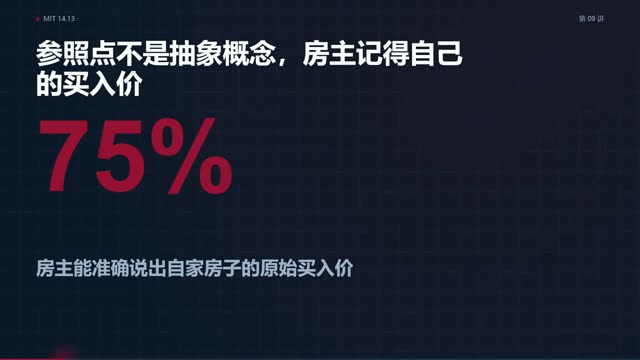 MIT 14.13 ·
第 09 讲
参照点不是抽象概念，房主记得自己
的买入价
75%
房主能准确说出自家房子的原始买入价